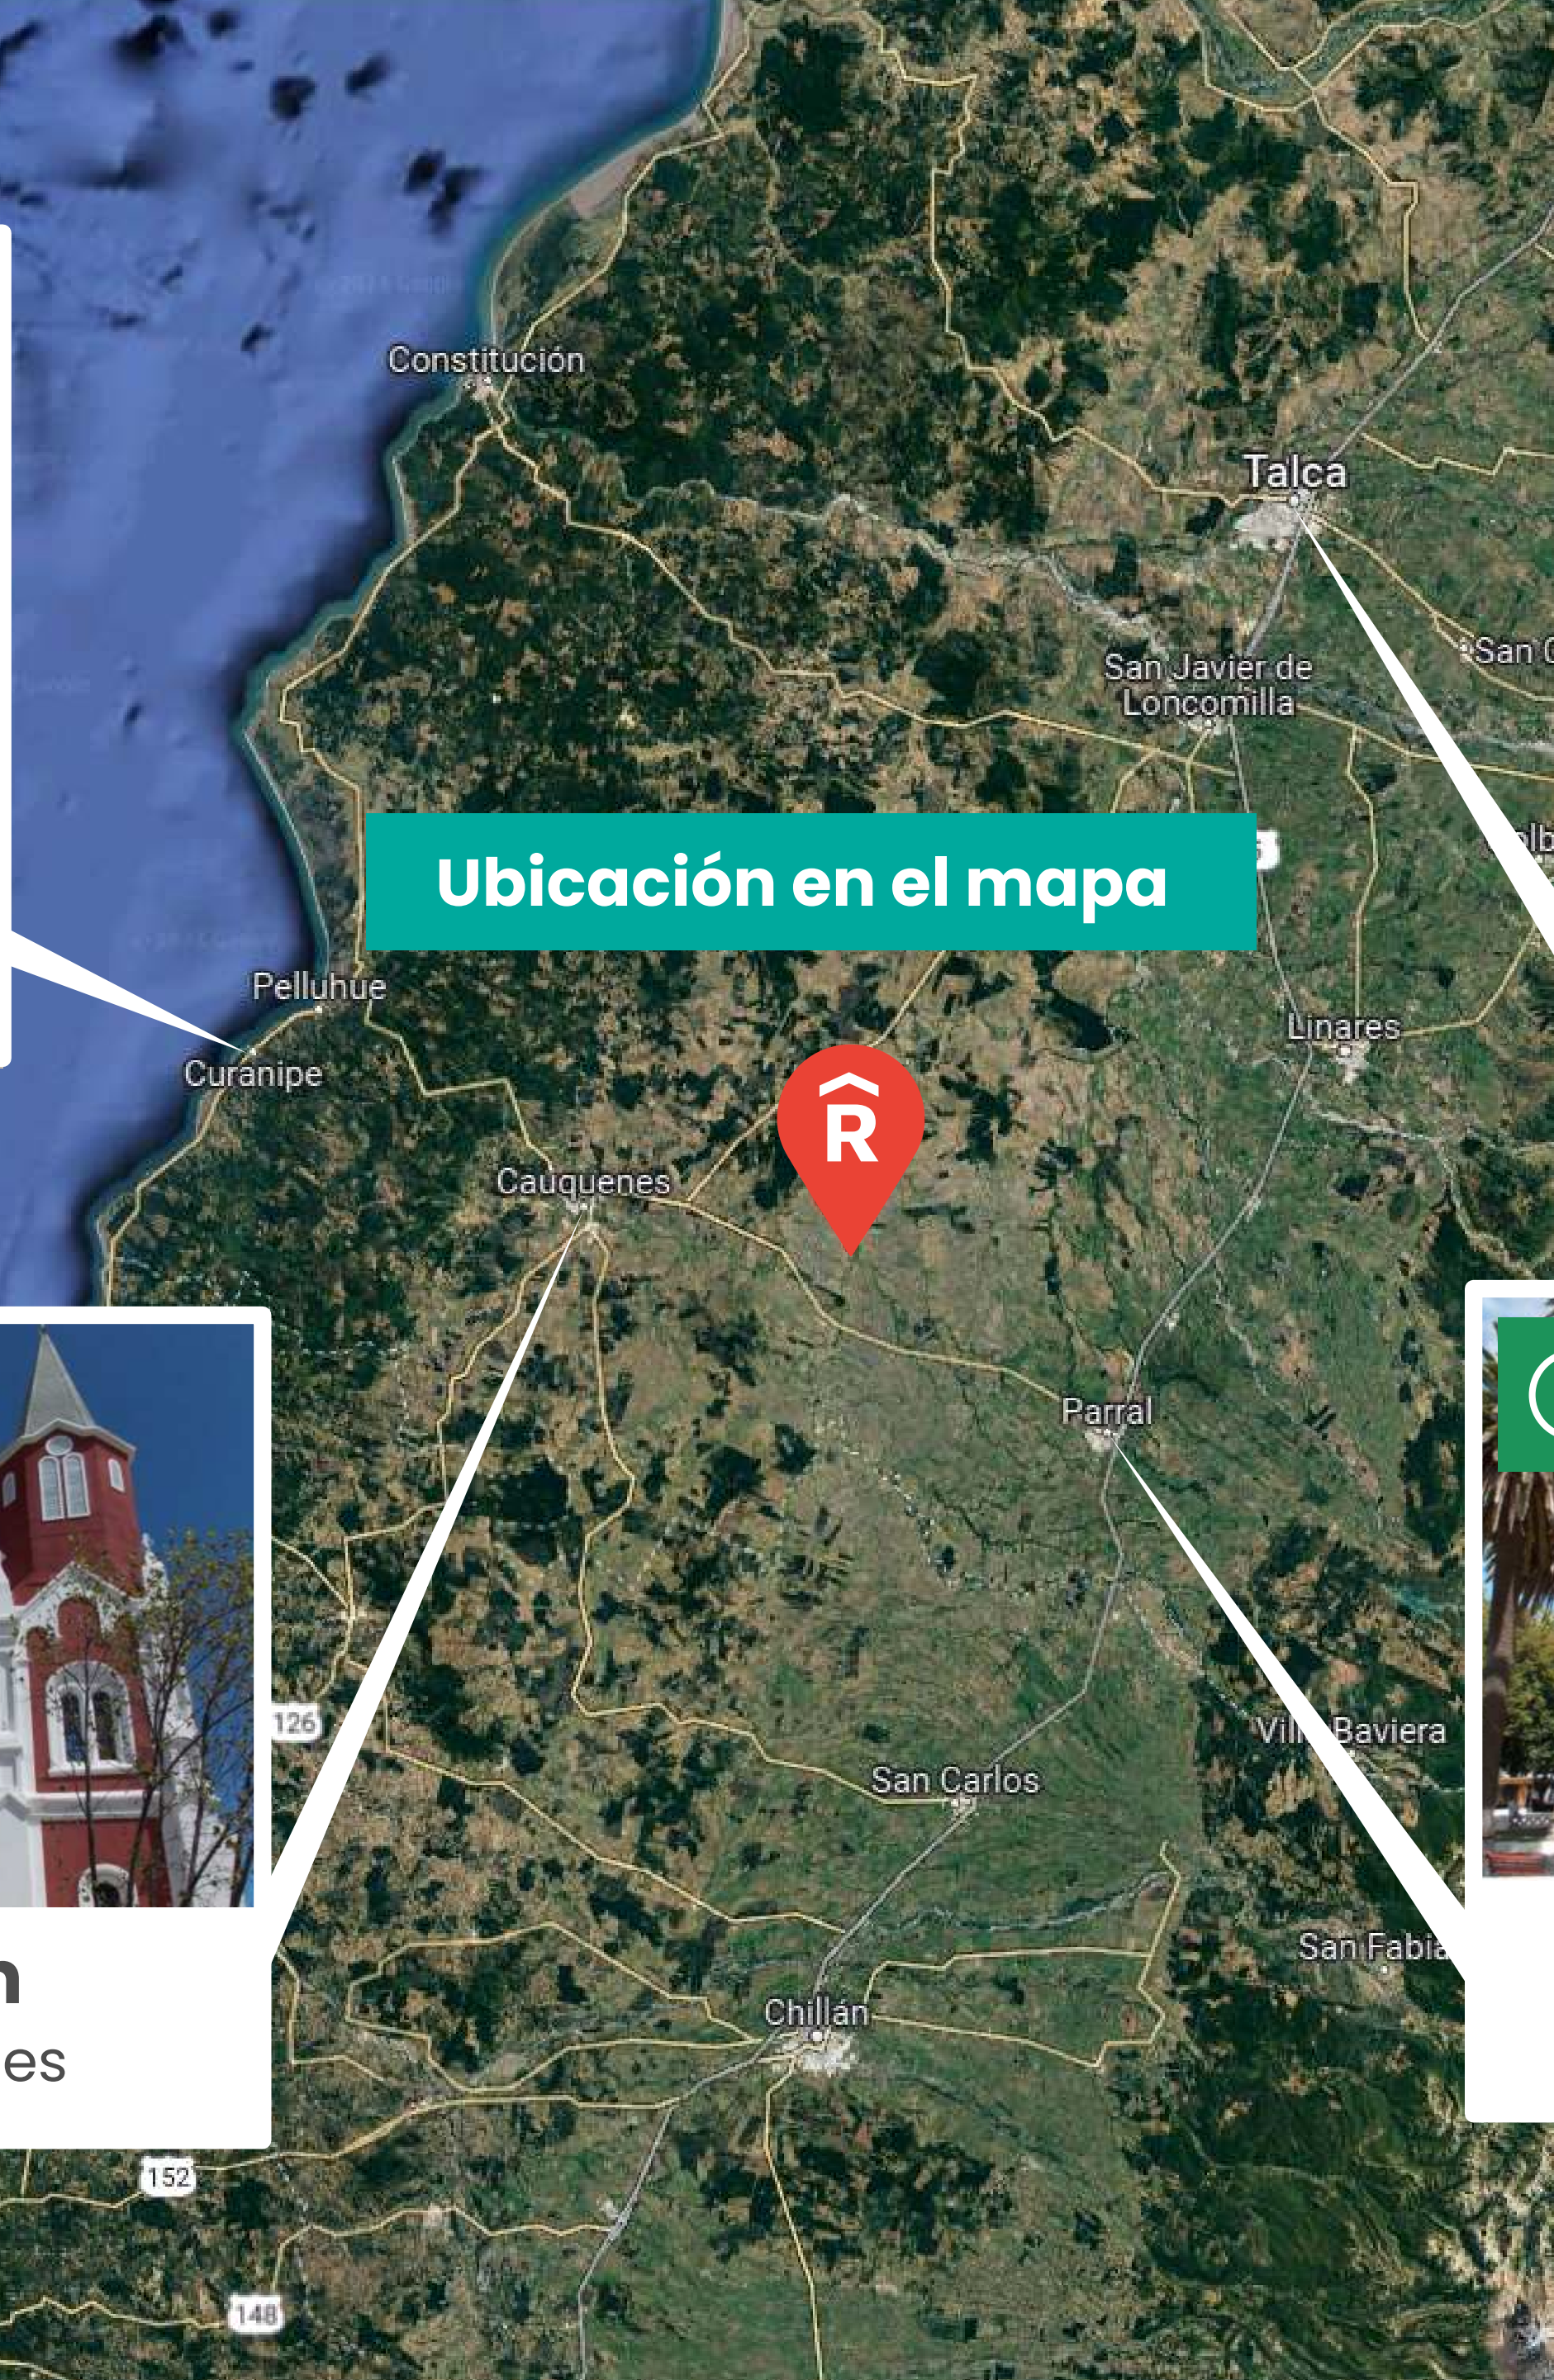 Constitución
Talca
San Javier de
Loncomilla
Ubicación en el mapa
Pelluhue
Linares
Curanipe
R
Cauquenes
Parral
126
Baviera
San Carlos
San
Chillán
es
152
148